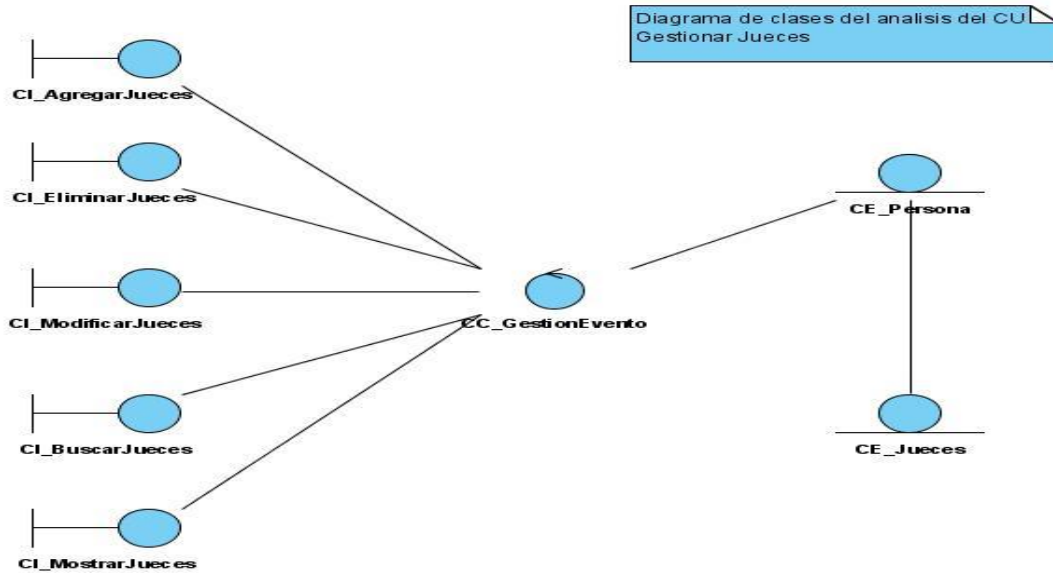 Diagrama de clases del analisis del CU
Gestionar Jueces
CI_AgregarJueces
CI_EliminarJueces
CE_Persona
CI_ModificarJueces
CC_GestionEvento
CI_BuscarJueces
CE_Jueces
CI_MostrarJueces